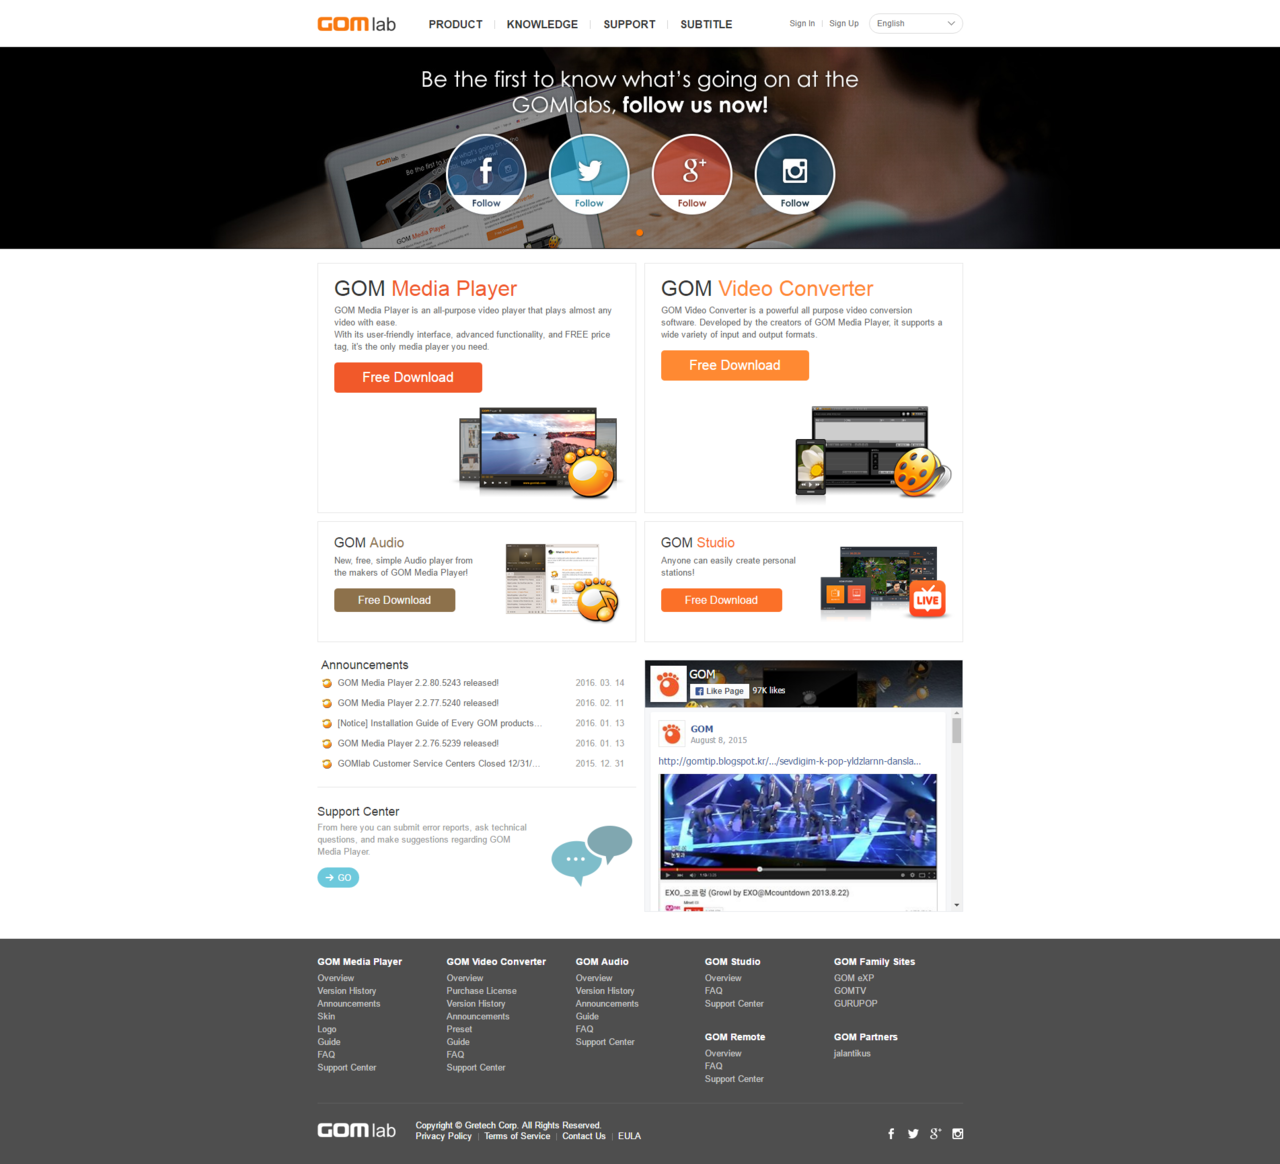 GOMlab
PRODUCT
KNOWLEDGE
SUPPORT
SUBTITLE
Sign In
Sign Up
English
Be the first to know what's going on at the
GOMlabs, follow us now!
Follow
Follow
Follow
Follow
GOM Media Player
GOM Media Player is an all-purpose video player that plays almost any
video with ease.
With its user-friendly interface, advanced functionality, and FREE price
tag, it's the only media player you need.
Free Download
GOM Video Converter
GOM Video Converter is a powerful all purpose video conversion
software. Developed by the creators of GOM Media Player, it supports a
wide variety of input and output formats.
Free Download
GOM Audio
New, free, simple Audio player from
the makers of GOM Media Player!
Free Download
GOM Studio
Anyone can easily create personal
stations!
Free Download
LIVE
Announcements
GOM Media Player 2.2.80.5243 released! 2016. 03. 14
GOM Media Player 2.2.77.5240 released! 2016. 02. 11
[Notice] Installation Guide of Every GOM products... 2016. 01. 13
GOM Media Player 2.2.76.5239 released! 2016. 01. 13
GOMlab Customer Service Centers Closed 12/31/... 2015. 12. 31
Support Center
From here you can submit error reports, ask technical
questions, and make suggestions regarding GOM
Media Player.
GO
GOM
Like Page
97K likes
GOM
August 8, 2015
http://gomtip.blogspot.kr/.../sevdigim-k-pop-yldzlarnn-dansla...
EXO_으르렁 (Growl by EXO@Mcountdown 2013.8.22)
GOM Media Player
Overview
Version History
Announcements
Skin
Logo
Guide
FAQ
Support Center
GOM Video Converter
Overview
Purchase License
Version History
Announcements
Preset
Guide
FAQ
Support Center
GOM Audio
Overview
Version History
Announcements
Guide
FAQ
Support Center
GOM Studio
Overview
FAQ
Support Center
GOM Remote
Overview
FAQ
Support Center
GOM Family Sites
GOM eXP
GOMTV
GURUPOP
GOM Partners
jalantikus
GOMlab
Copyright © Gretech Corp. All Rights Reserved.
Privacy Policy | Terms of Service | Contact Us | EULA